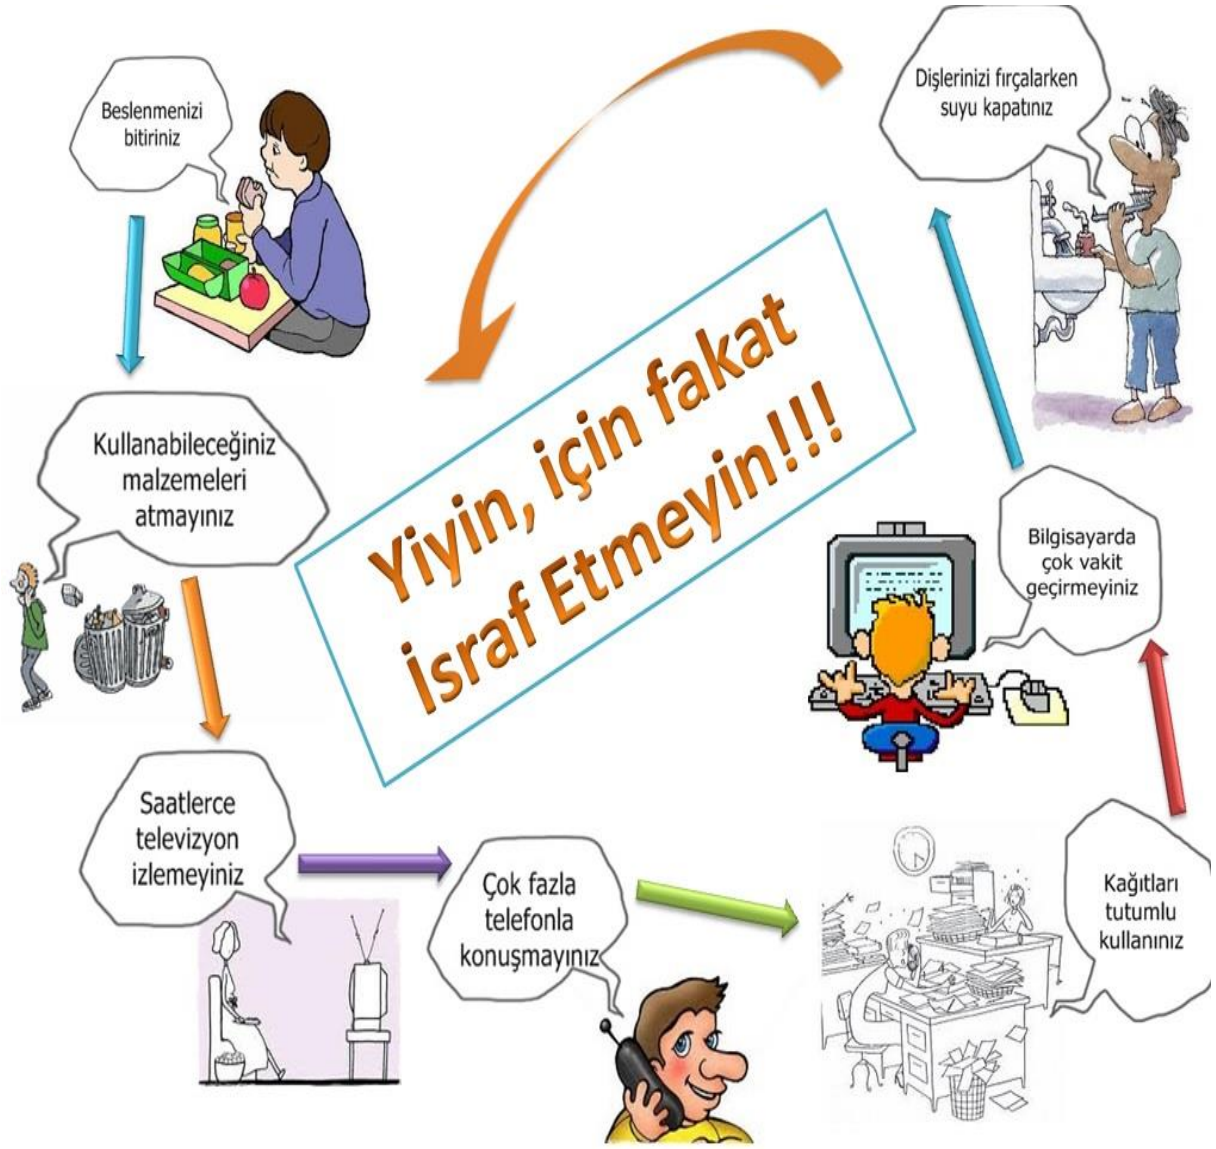 Beslenmenizi
bitiriniz
Kullanabileceğiniz
malzemeleri
atmayınız
Saatlerce
televizyon
izlemeyiniz
Çok fazla
telefonla
konuşmayınız
Kağıtları
tutumlu
kullanınız
Bilgisayarda
çok vakit
geçirmeyiniz
Dişlerinizi fırçalarken
suyu kapatınız
Yiyin, için fakat
İsraf Etmeyin!!!